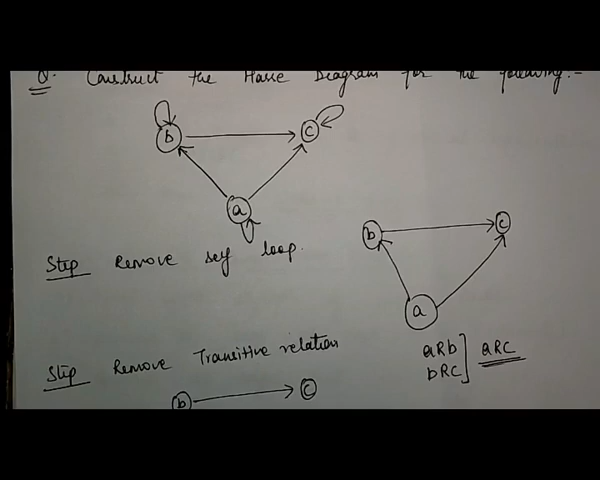 Q. Construct the Hasse Diagram for the following:-
b c
a
Step Remove self loop.
b c
a
Step Remove Transitive relation
aRb
bRC
aRC
b c